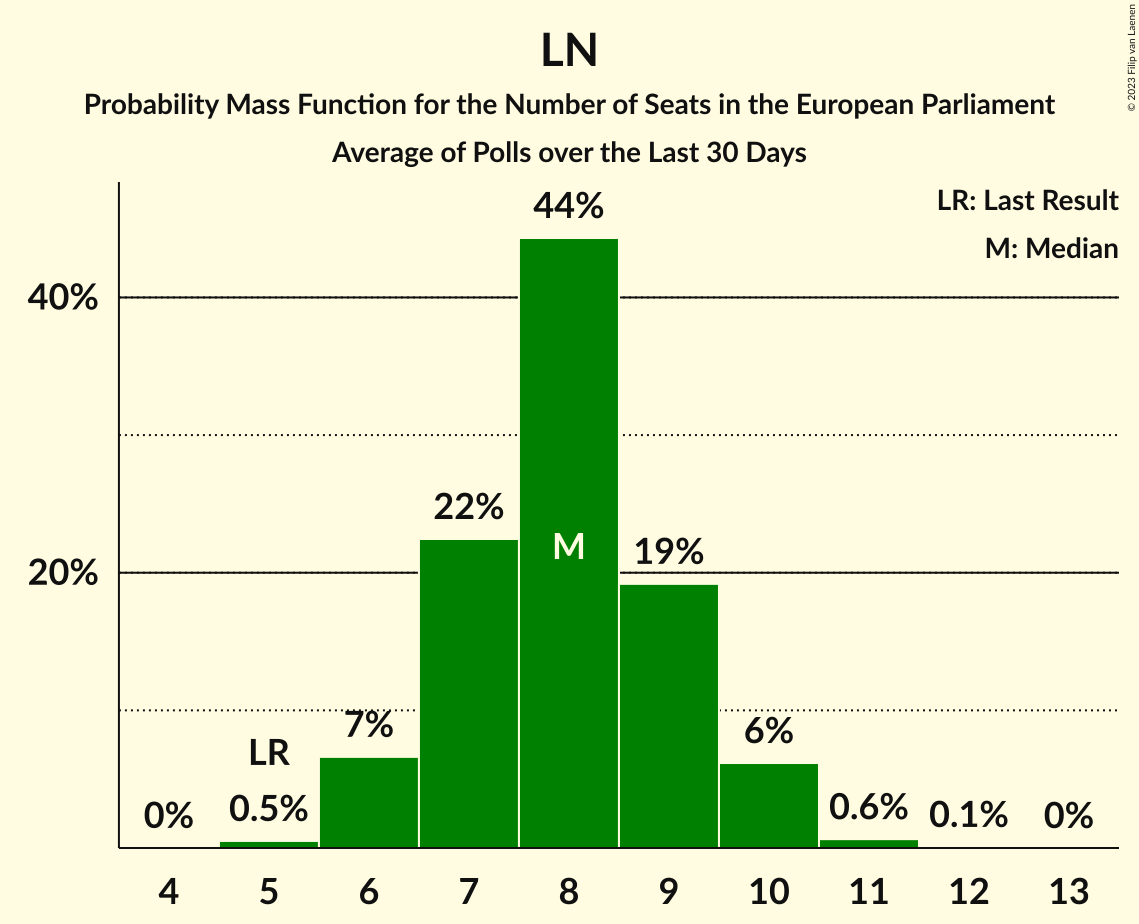 LN
Probability Mass Function for the Number of Seats in the European Parliament
Average of Polls over the Last 30 Days
© 2023 Filip van Laenen
LR: Last Result
M: Median
44%
40%
22%
M
19%
20%
7%
6%
LR
0%
0.5%
0.6%
0.1%
0%
4 5 6 7 8 9 10 11 12 13